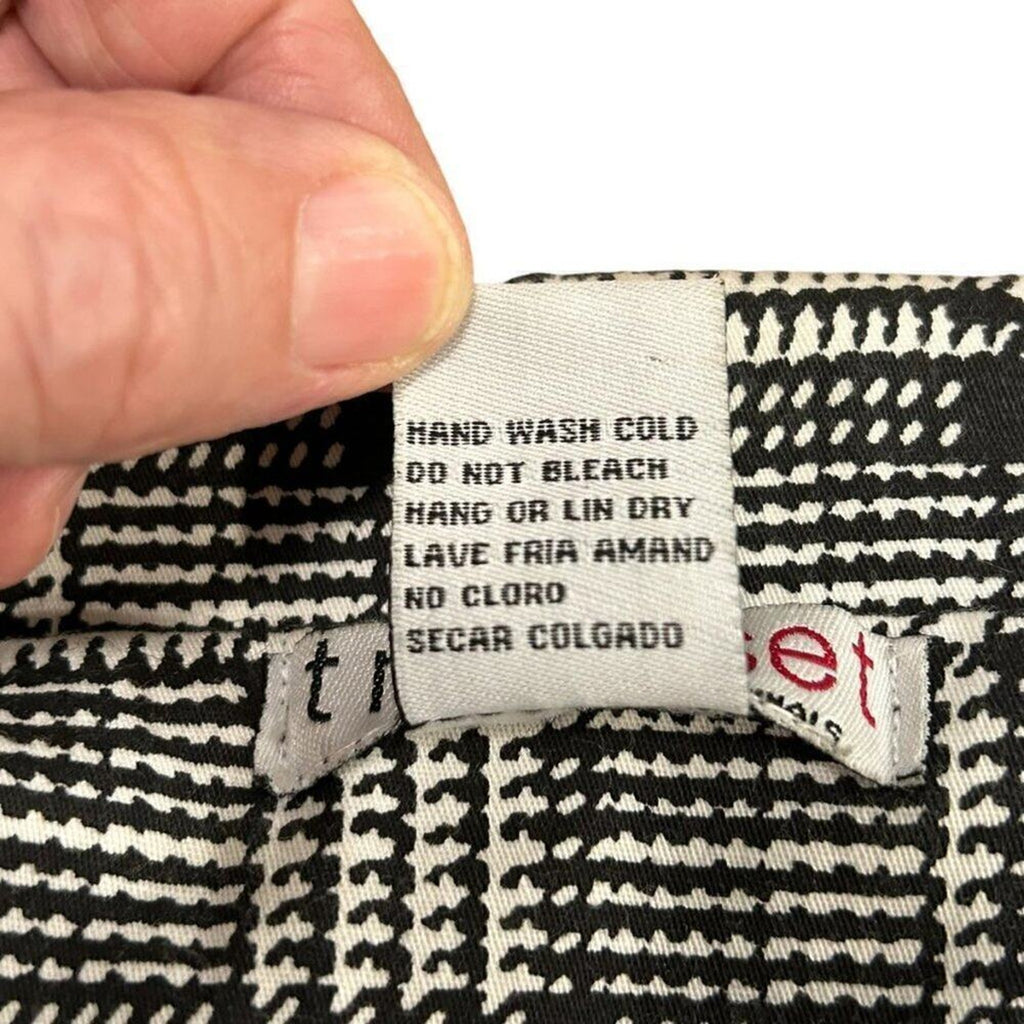 HAND WASH COLD
DO NOT BLEACH
HANG OR LIN DRY
LAVE FRIA AMANO
NO CLORO
SECAR COLGADO